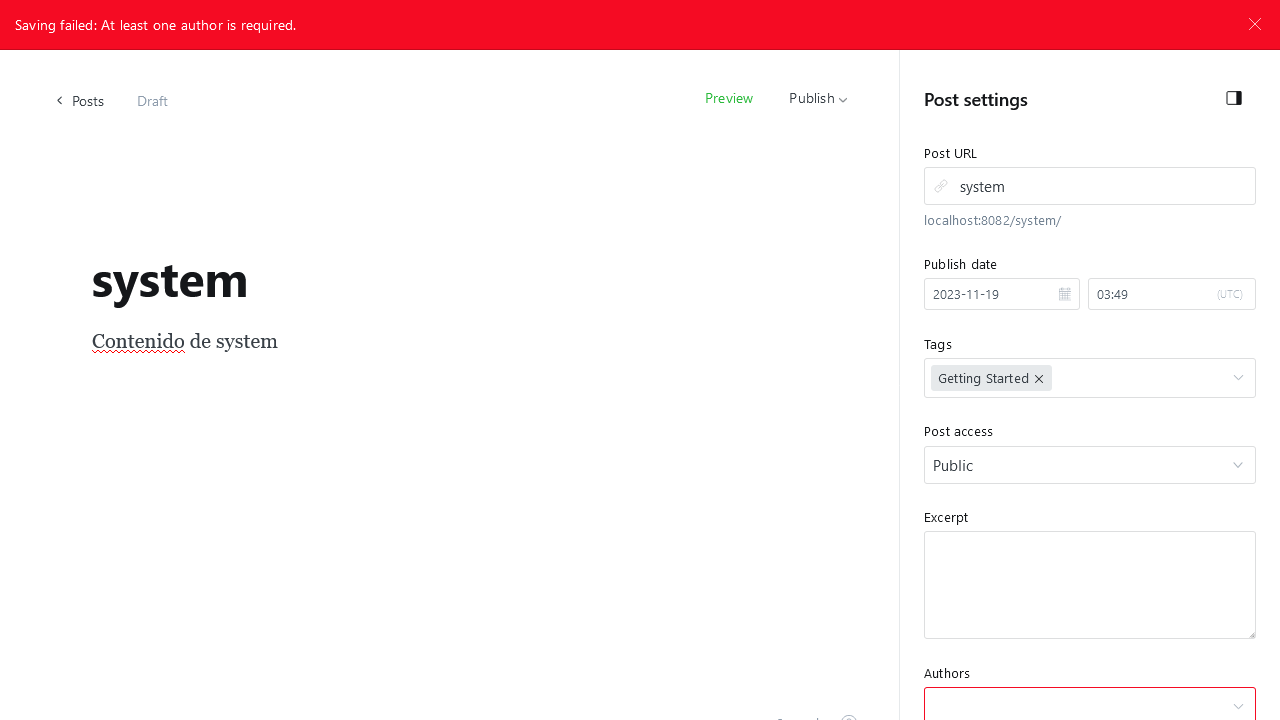 Saving failed: At least one author is required.
Posts
Draft
Preview
Publish
Post settings
Post URL
system
localhost:8082/system/
Publish date
2023-11-19
03:49
(UTC)
Tags
Getting Started
Post access
Public
Excerpt
Authors
system
Contenido de system